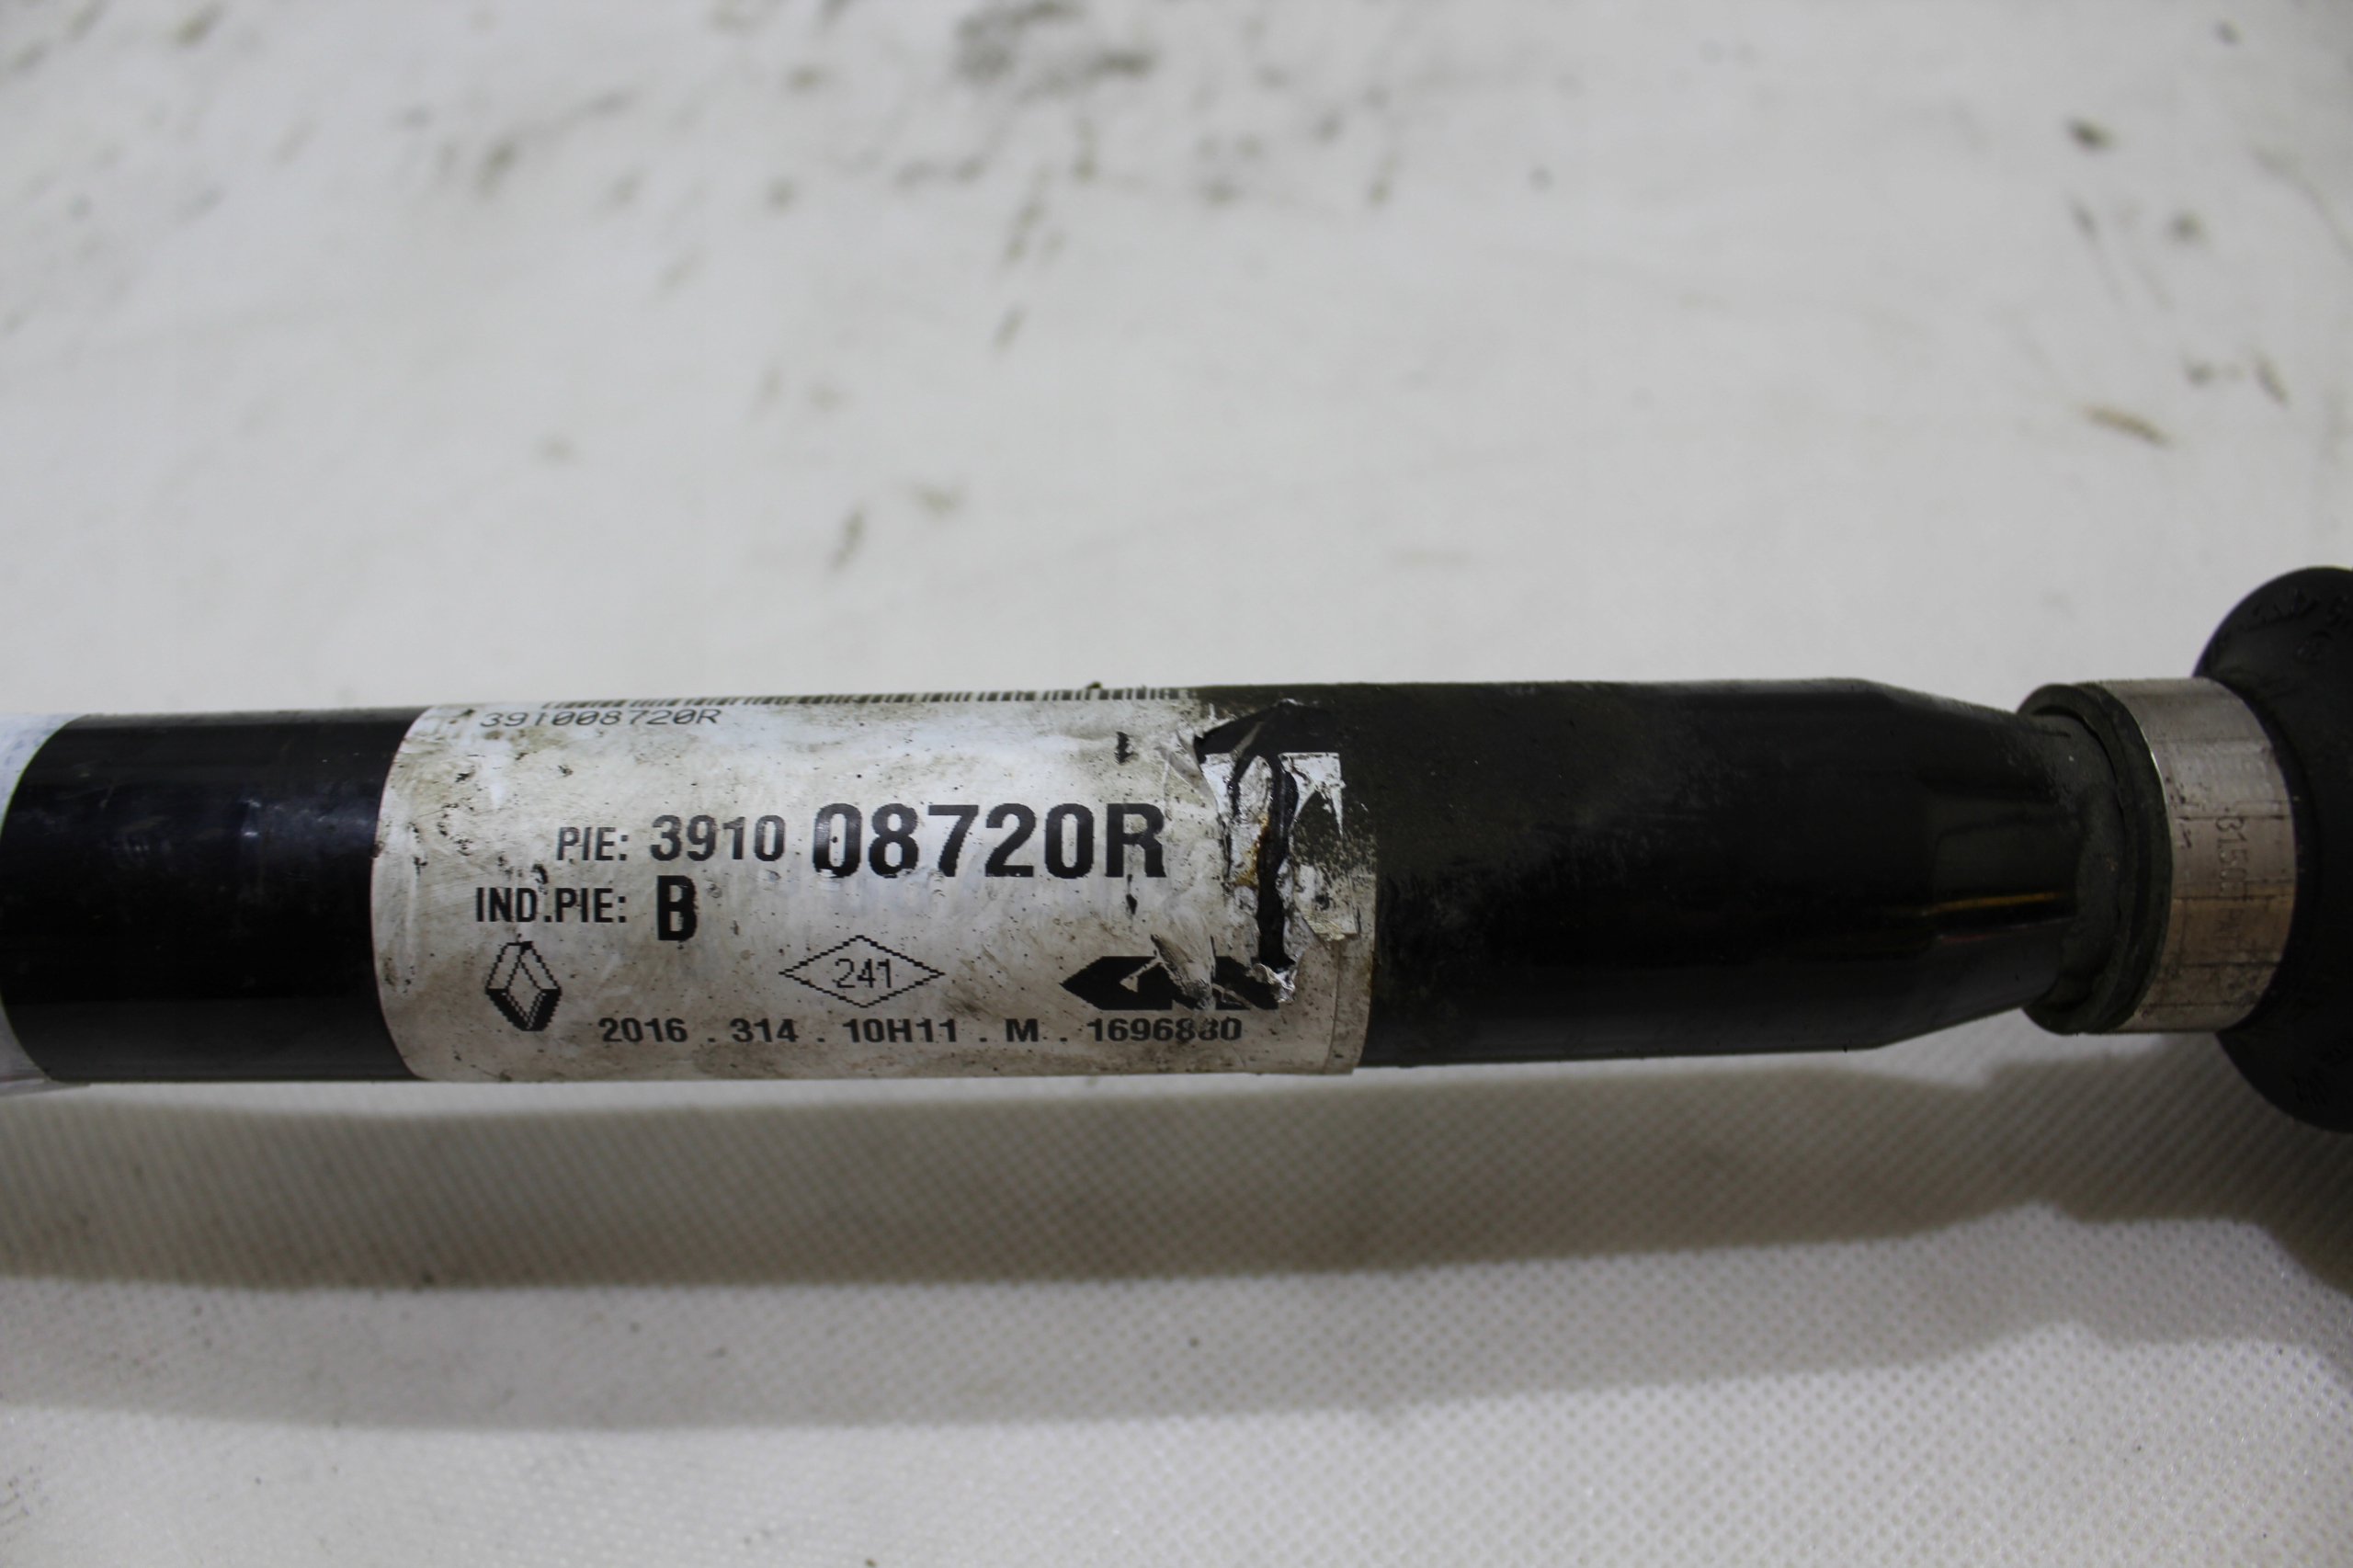 391008720R
PIE: 3910 08720R
IND.PIE: B
241
2016 . 314 . 10H11 . M . 1696880